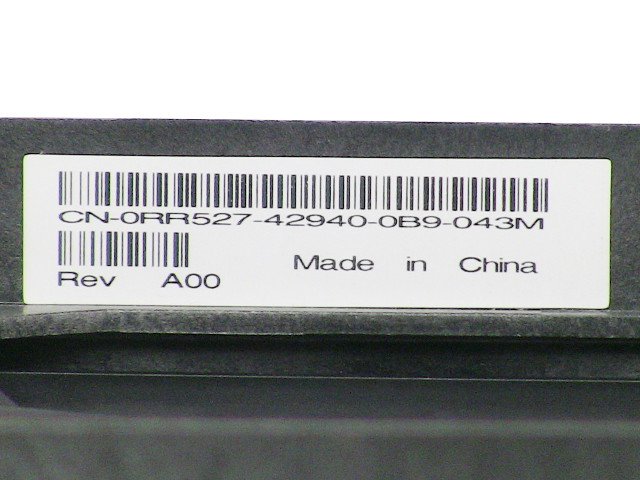 CN-0RR527-42940-0B9-043M
Rev A00
Made in China